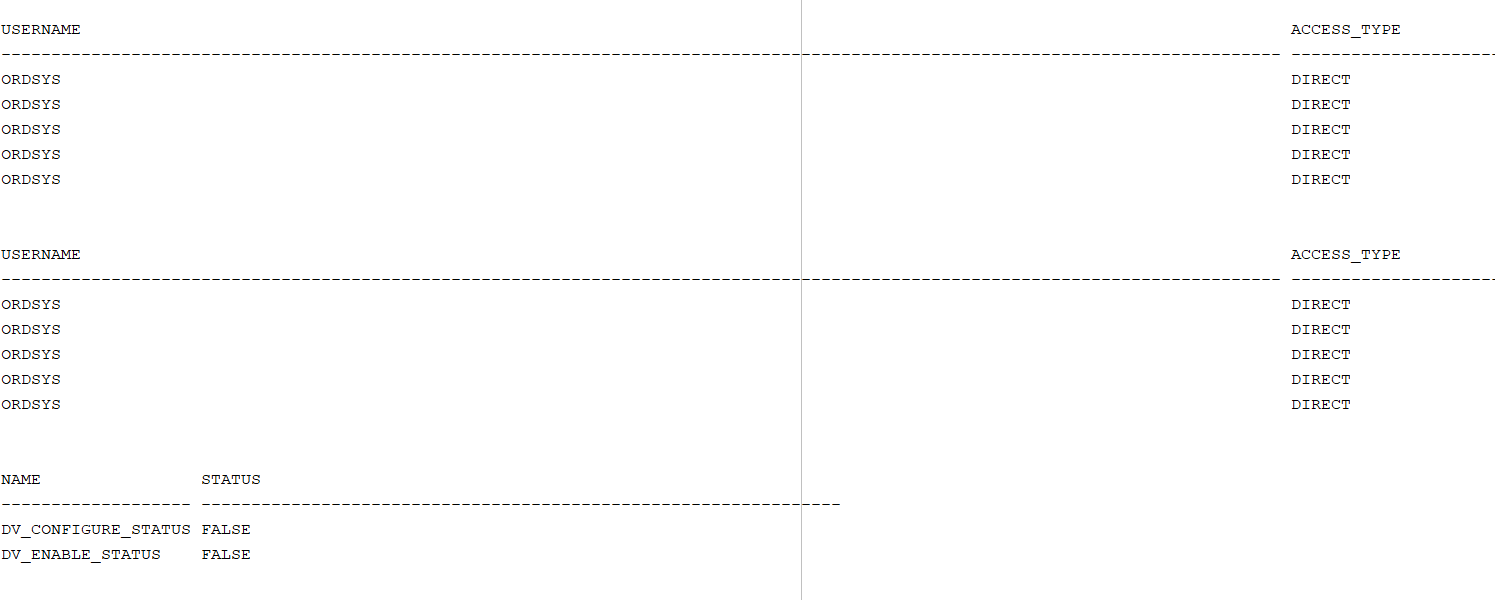 USERNAME ACCESS_TYPE
-------------------------------------------------------------------------------------------------------------------------------- ---------------------
ORDSYS DIRECT
ORDSYS DIRECT
ORDSYS DIRECT
ORDSYS DIRECT
ORDSYS DIRECT
USERNAME ACCESS_TYPE
-------------------------------------------------------------------------------------------------------------------------------- ---------------------
ORDSYS DIRECT
ORDSYS DIRECT
ORDSYS DIRECT
ORDSYS DIRECT
ORDSYS DIRECT
NAME STATUS
------------------- ----------------------------------------------------------------
DV_CONFIGURE_STATUS FALSE
DV_ENABLE_STATUS FALSE